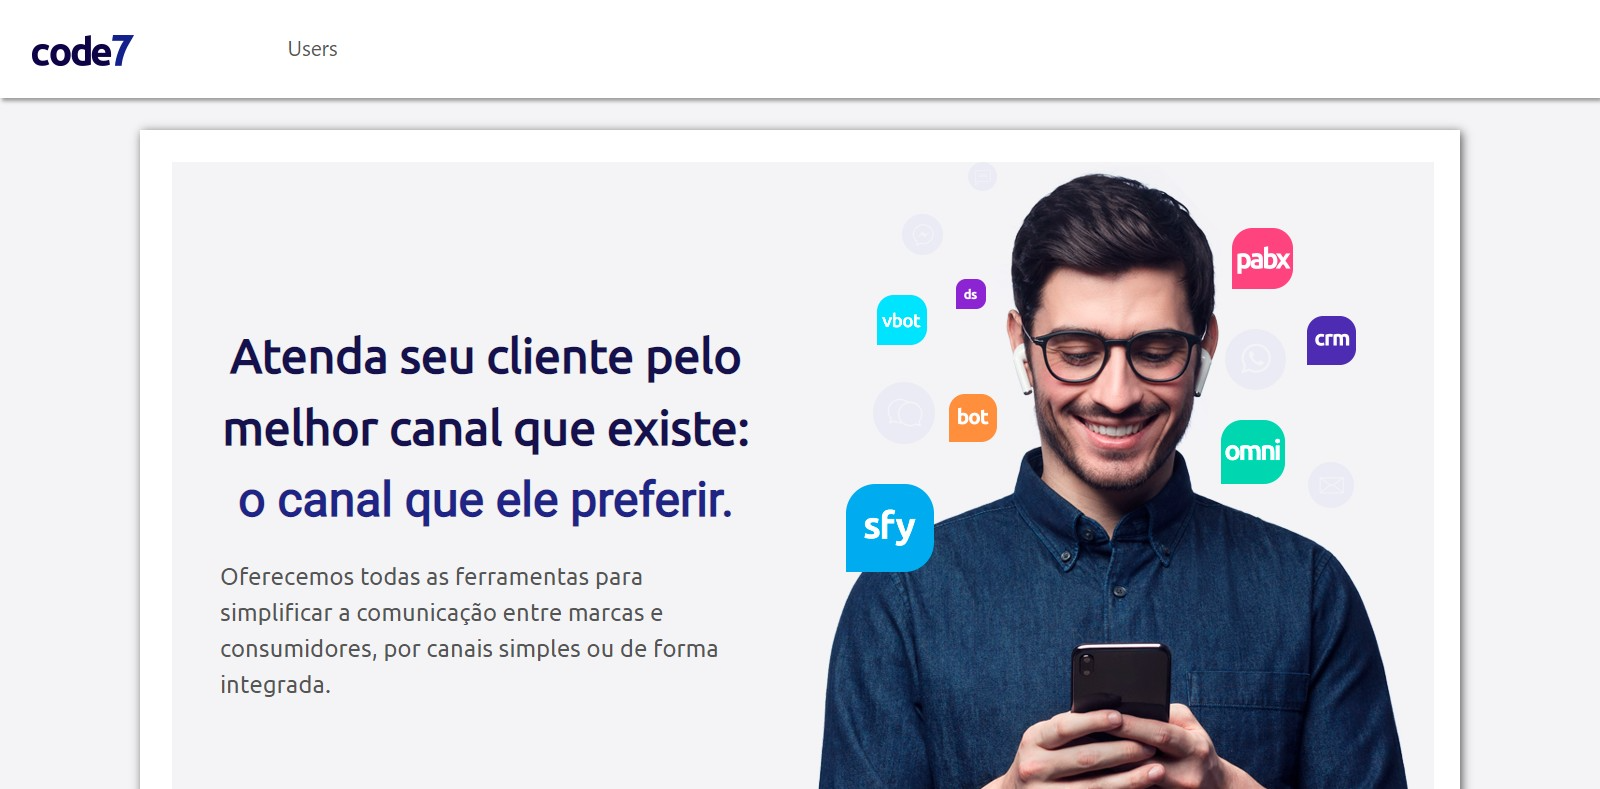 code7
Users
Atenda seu cliente pelo
melhor canal que existe:
o canal que ele preferir.
Oferecemos todas as ferramentas para
simplificar a comunicação entre marcas e
consumidores, por canais simples ou de forma
integrada.
pabx
ds
vbot
crm
bot
omni
sfy